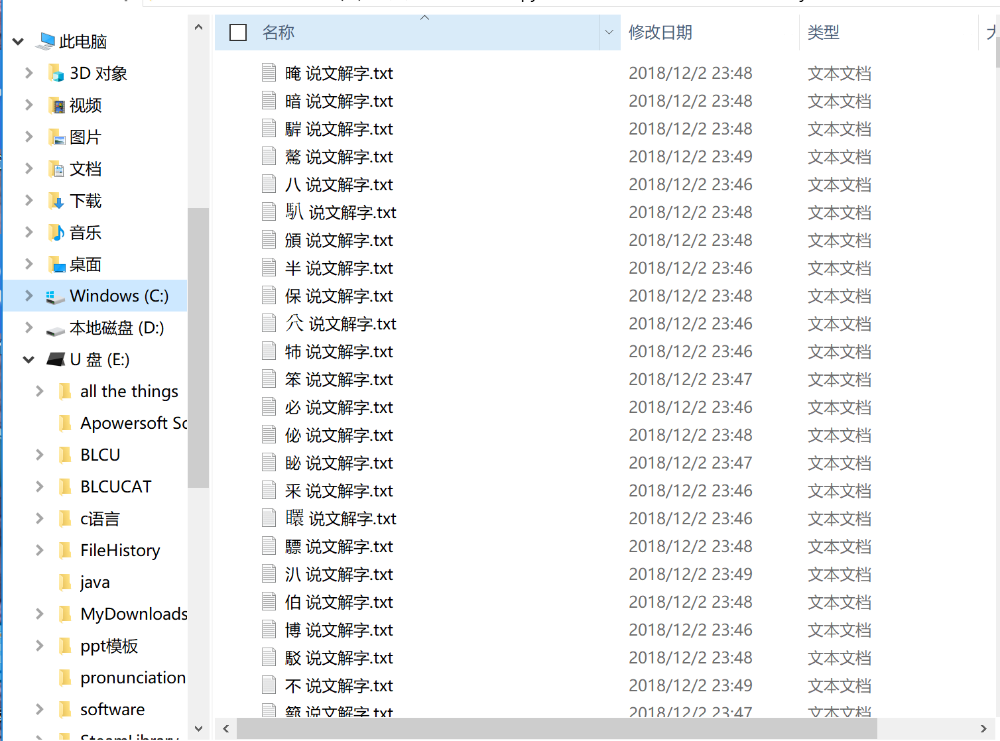 此电脑
3D 对象
视频
图片
文档
下载
音乐
桌面
Windows (C:)
本地磁盘 (D:)
U 盘 (E:)
all the things
Apowersoft Sc
BLCU
BLCUCAT
c语言
FileHistory
java
MyDownloads
ppt模板
pronunciation
software
SteamLibrary
名称 修改日期 类型
晻 说文解字.txt 2018/12/2 23:48 文本文档
暗 说文解字.txt 2018/12/2 23:48 文本文档
騂 说文解字.txt 2018/12/2 23:48 文本文档
驁 说文解字.txt 2018/12/2 23:49 文本文档
八 说文解字.txt 2018/12/2 23:46 文本文档
馭 说文解字.txt 2018/12/2 23:48 文本文档
頒 说文解字.txt 2018/12/2 23:48 文本文档
半 说文解字.txt 2018/12/2 23:46 文本文档
保 说文解字.txt 2018/12/2 23:48 文本文档
穴 说文解字.txt 2018/12/2 23:46 文本文档
犻 说文解字.txt 2018/12/2 23:46 文本文档
笨 说文解字.txt 2018/12/2 23:47 文本文档
必 说文解字.txt 2018/12/2 23:46 文本文档
佖 说文解字.txt 2018/12/2 23:48 文本文档
眍 说文解字.txt 2018/12/2 23:47 文本文档
釆 说文解字.txt 2018/12/2 23:46 文本文档
说文解字.txt 2018/12/2 23:46 文本文档
驃 说文解字.txt 2018/12/2 23:48 文本文档
汃 说文解字.txt 2018/12/2 23:49 文本文档
伯 说文解字.txt 2018/12/2 23:48 文本文档
博 说文解字.txt 2018/12/2 23:46 文本文档
駁 说文解字.txt 2018/12/2 23:48 文本文档
不 说文解字.txt 2018/12/2 23:49 文本文档
说文解字.txt 2018/12/2 23:47 文本文档